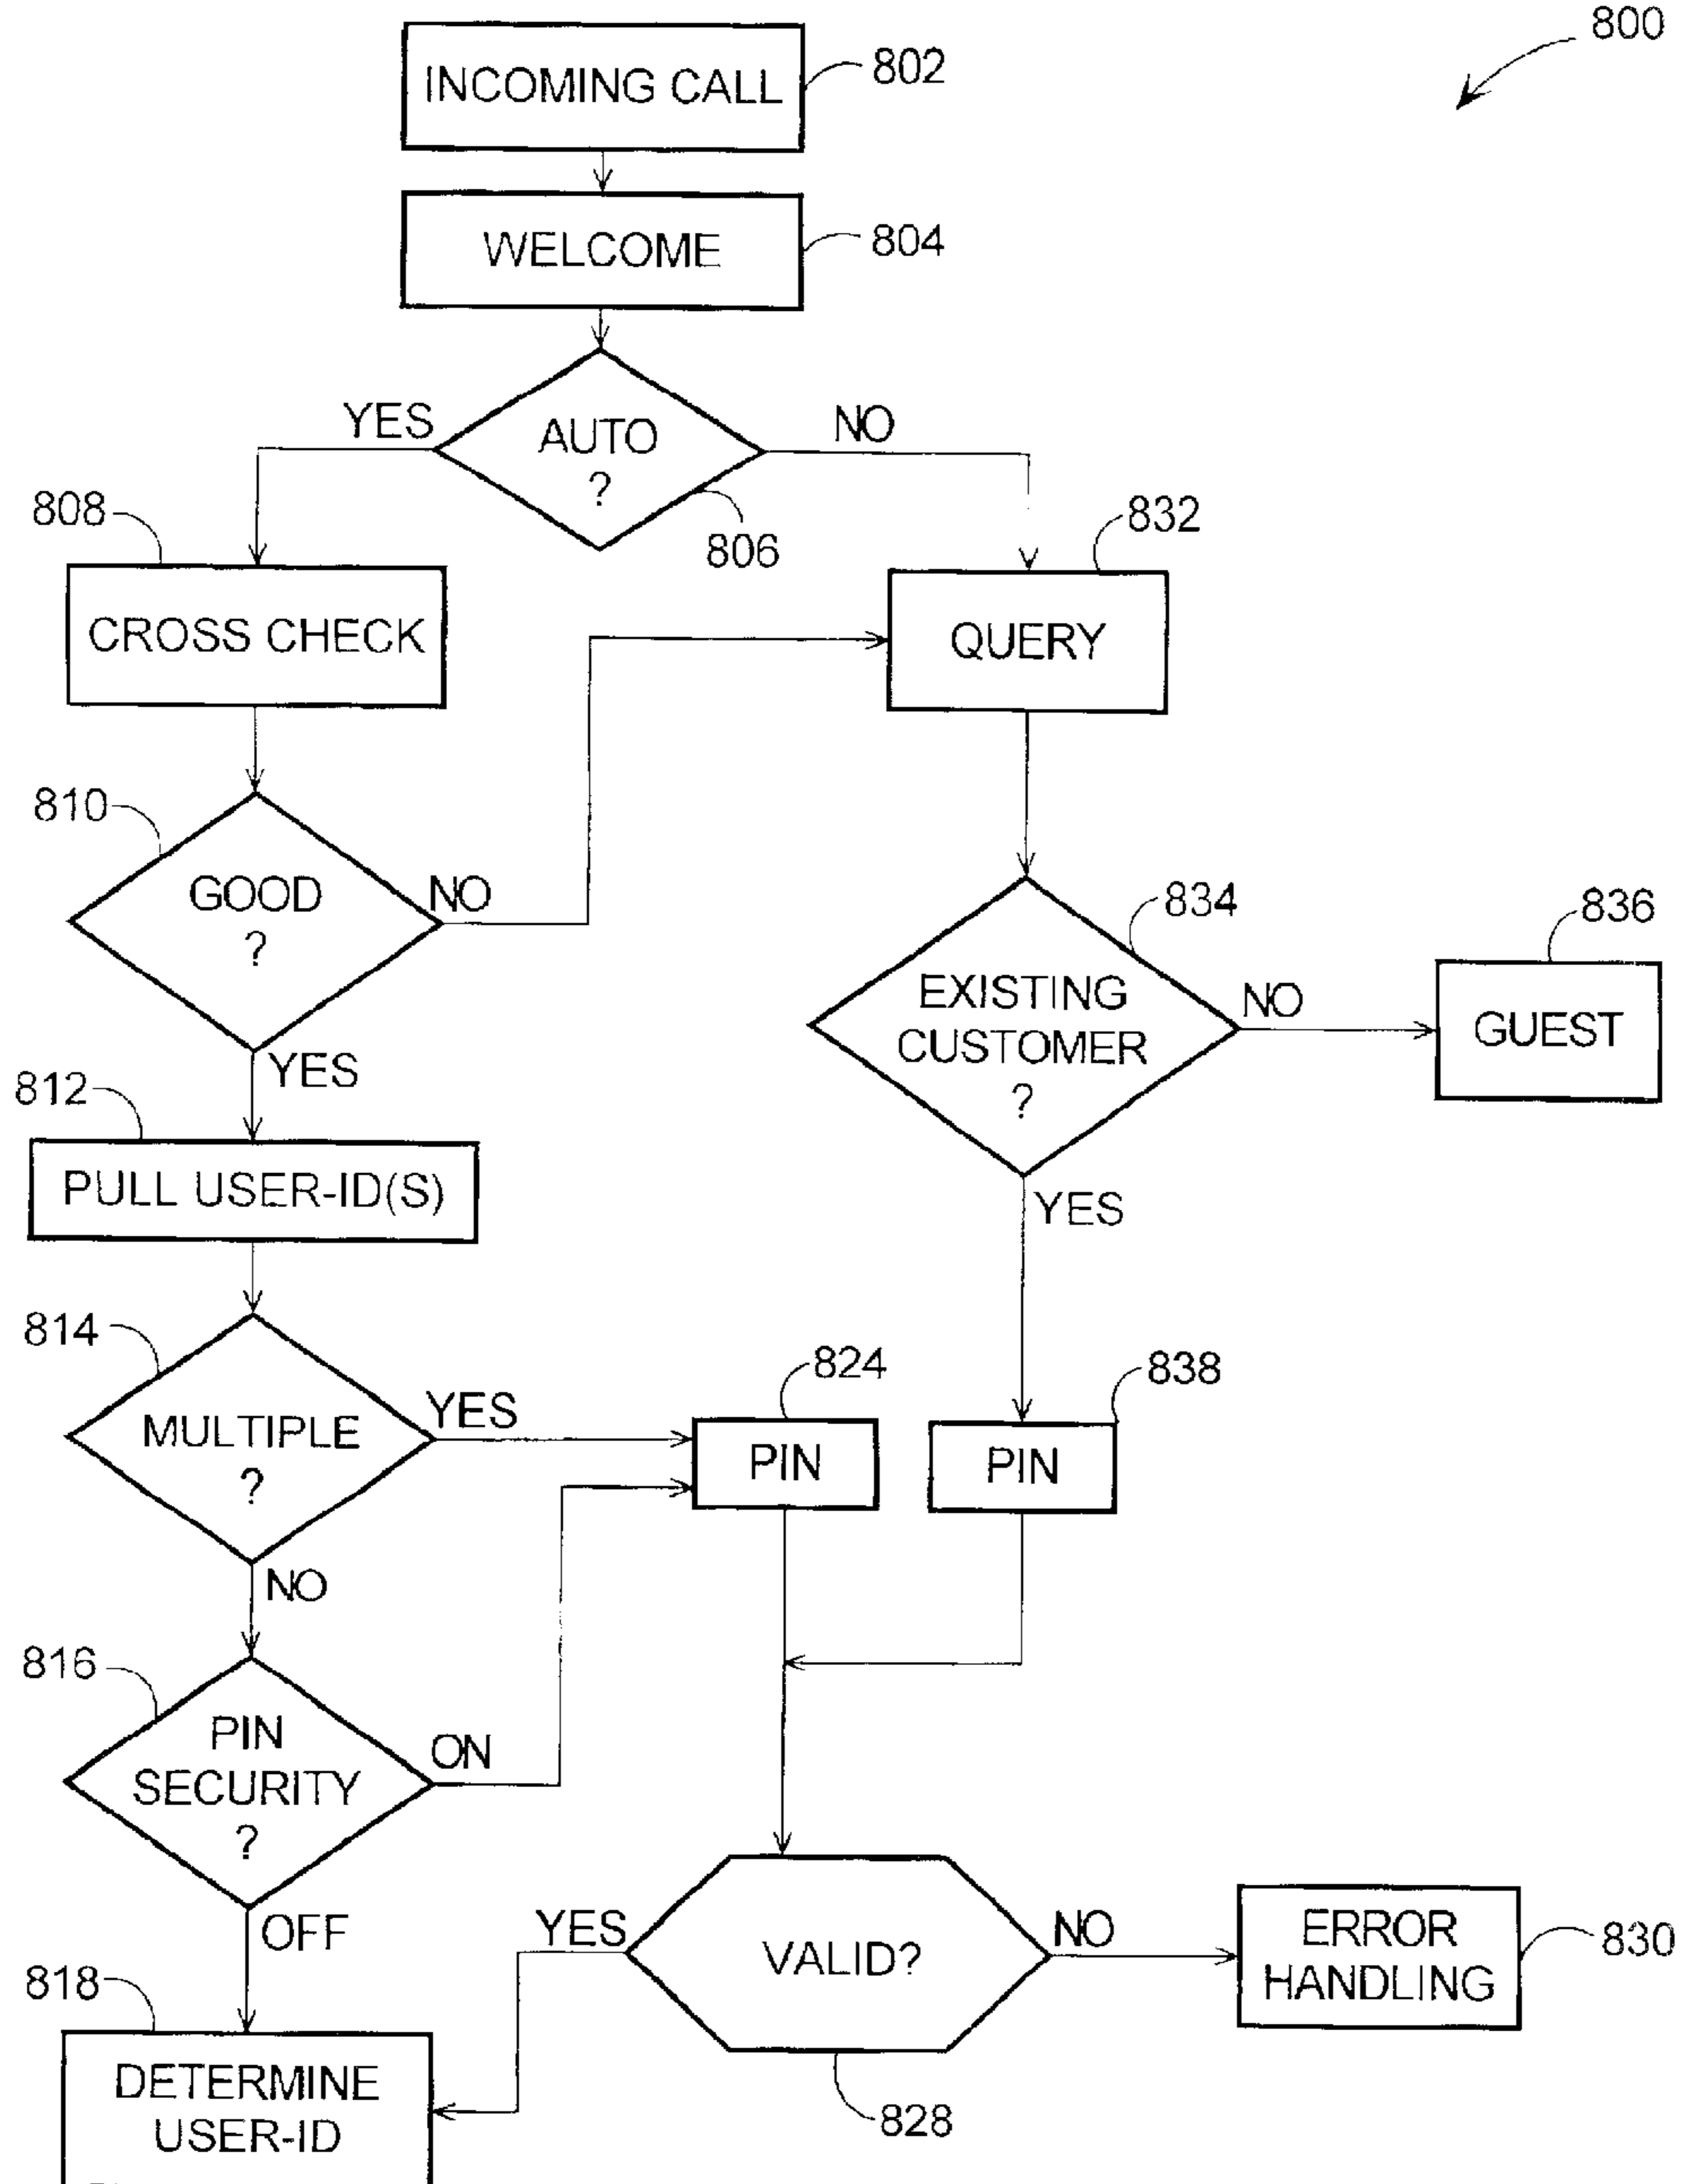 800
INCOMING CALL
802
WELCOME
804
YES
AUTO
?
NO
806
808
CROSS CHECK
832
QUERY
810
GOOD
?
NO
YES
834
EXISTING
CUSTOMER
?
NO
836
GUEST
YES
812
PULL USER-ID(S)
814
MULTIPLE
?
YES
NO
824
PIN
838
PIN
816
PIN
SECURITY
?
ON
OFF
YES
VALID?
NO
828
ERROR
HANDLING
830
818
DETERMINE
USER-ID